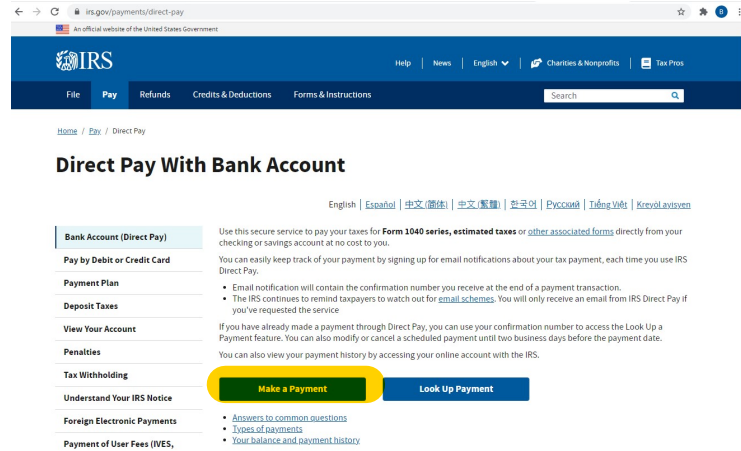 irs.gov/payments/direct-pay
B
An official website of the United States Government
IRS
Help | News | English | Charities & Nonprofits | Tax Pros
File Pay Refunds Credits & Deductions Forms & Instructions Search
Home / Pay / Direct Pay
Direct Pay With Bank Account
English | Español | 中文 (简体) | 中文 (繁體) | 한국어 | Русский | Tiếng Việt | Kreyòl ayisyen
Bank Account (Direct Pay)
Pay by Debit or Credit Card
Payment Plan
Deposit Taxes
View Your Account
Penalties
Tax Withholding
Understand Your IRS Notice
Foreign Electronic Payments
Payment of User Fees (IVES,
Use this secure service to pay your taxes for Form 1040 series, estimated taxes or other associated forms directly from your
checking or savings account at no cost to you.
You can easily keep track of your payment by signing up for email notifications about your tax payment, each time you use IRS
Direct Pay.
• Email notification will contain the confirmation number you receive at the end of a payment transaction.
• The IRS continues to remind taxpayers to watch out for email schemes. You will only receive an email from IRS Direct Pay if
you've requested the service
If you have already made a payment through Direct Pay, you can use your confirmation number to access the Look Up a
Payment feature. You can also modify or cancel a scheduled payment until two business days before the payment date.
You can also view your payment history by accessing your online account with the IRS.
Make a Payment Look Up Payment
• Answers to common questions
• Types of payments
• Your balance and payment history